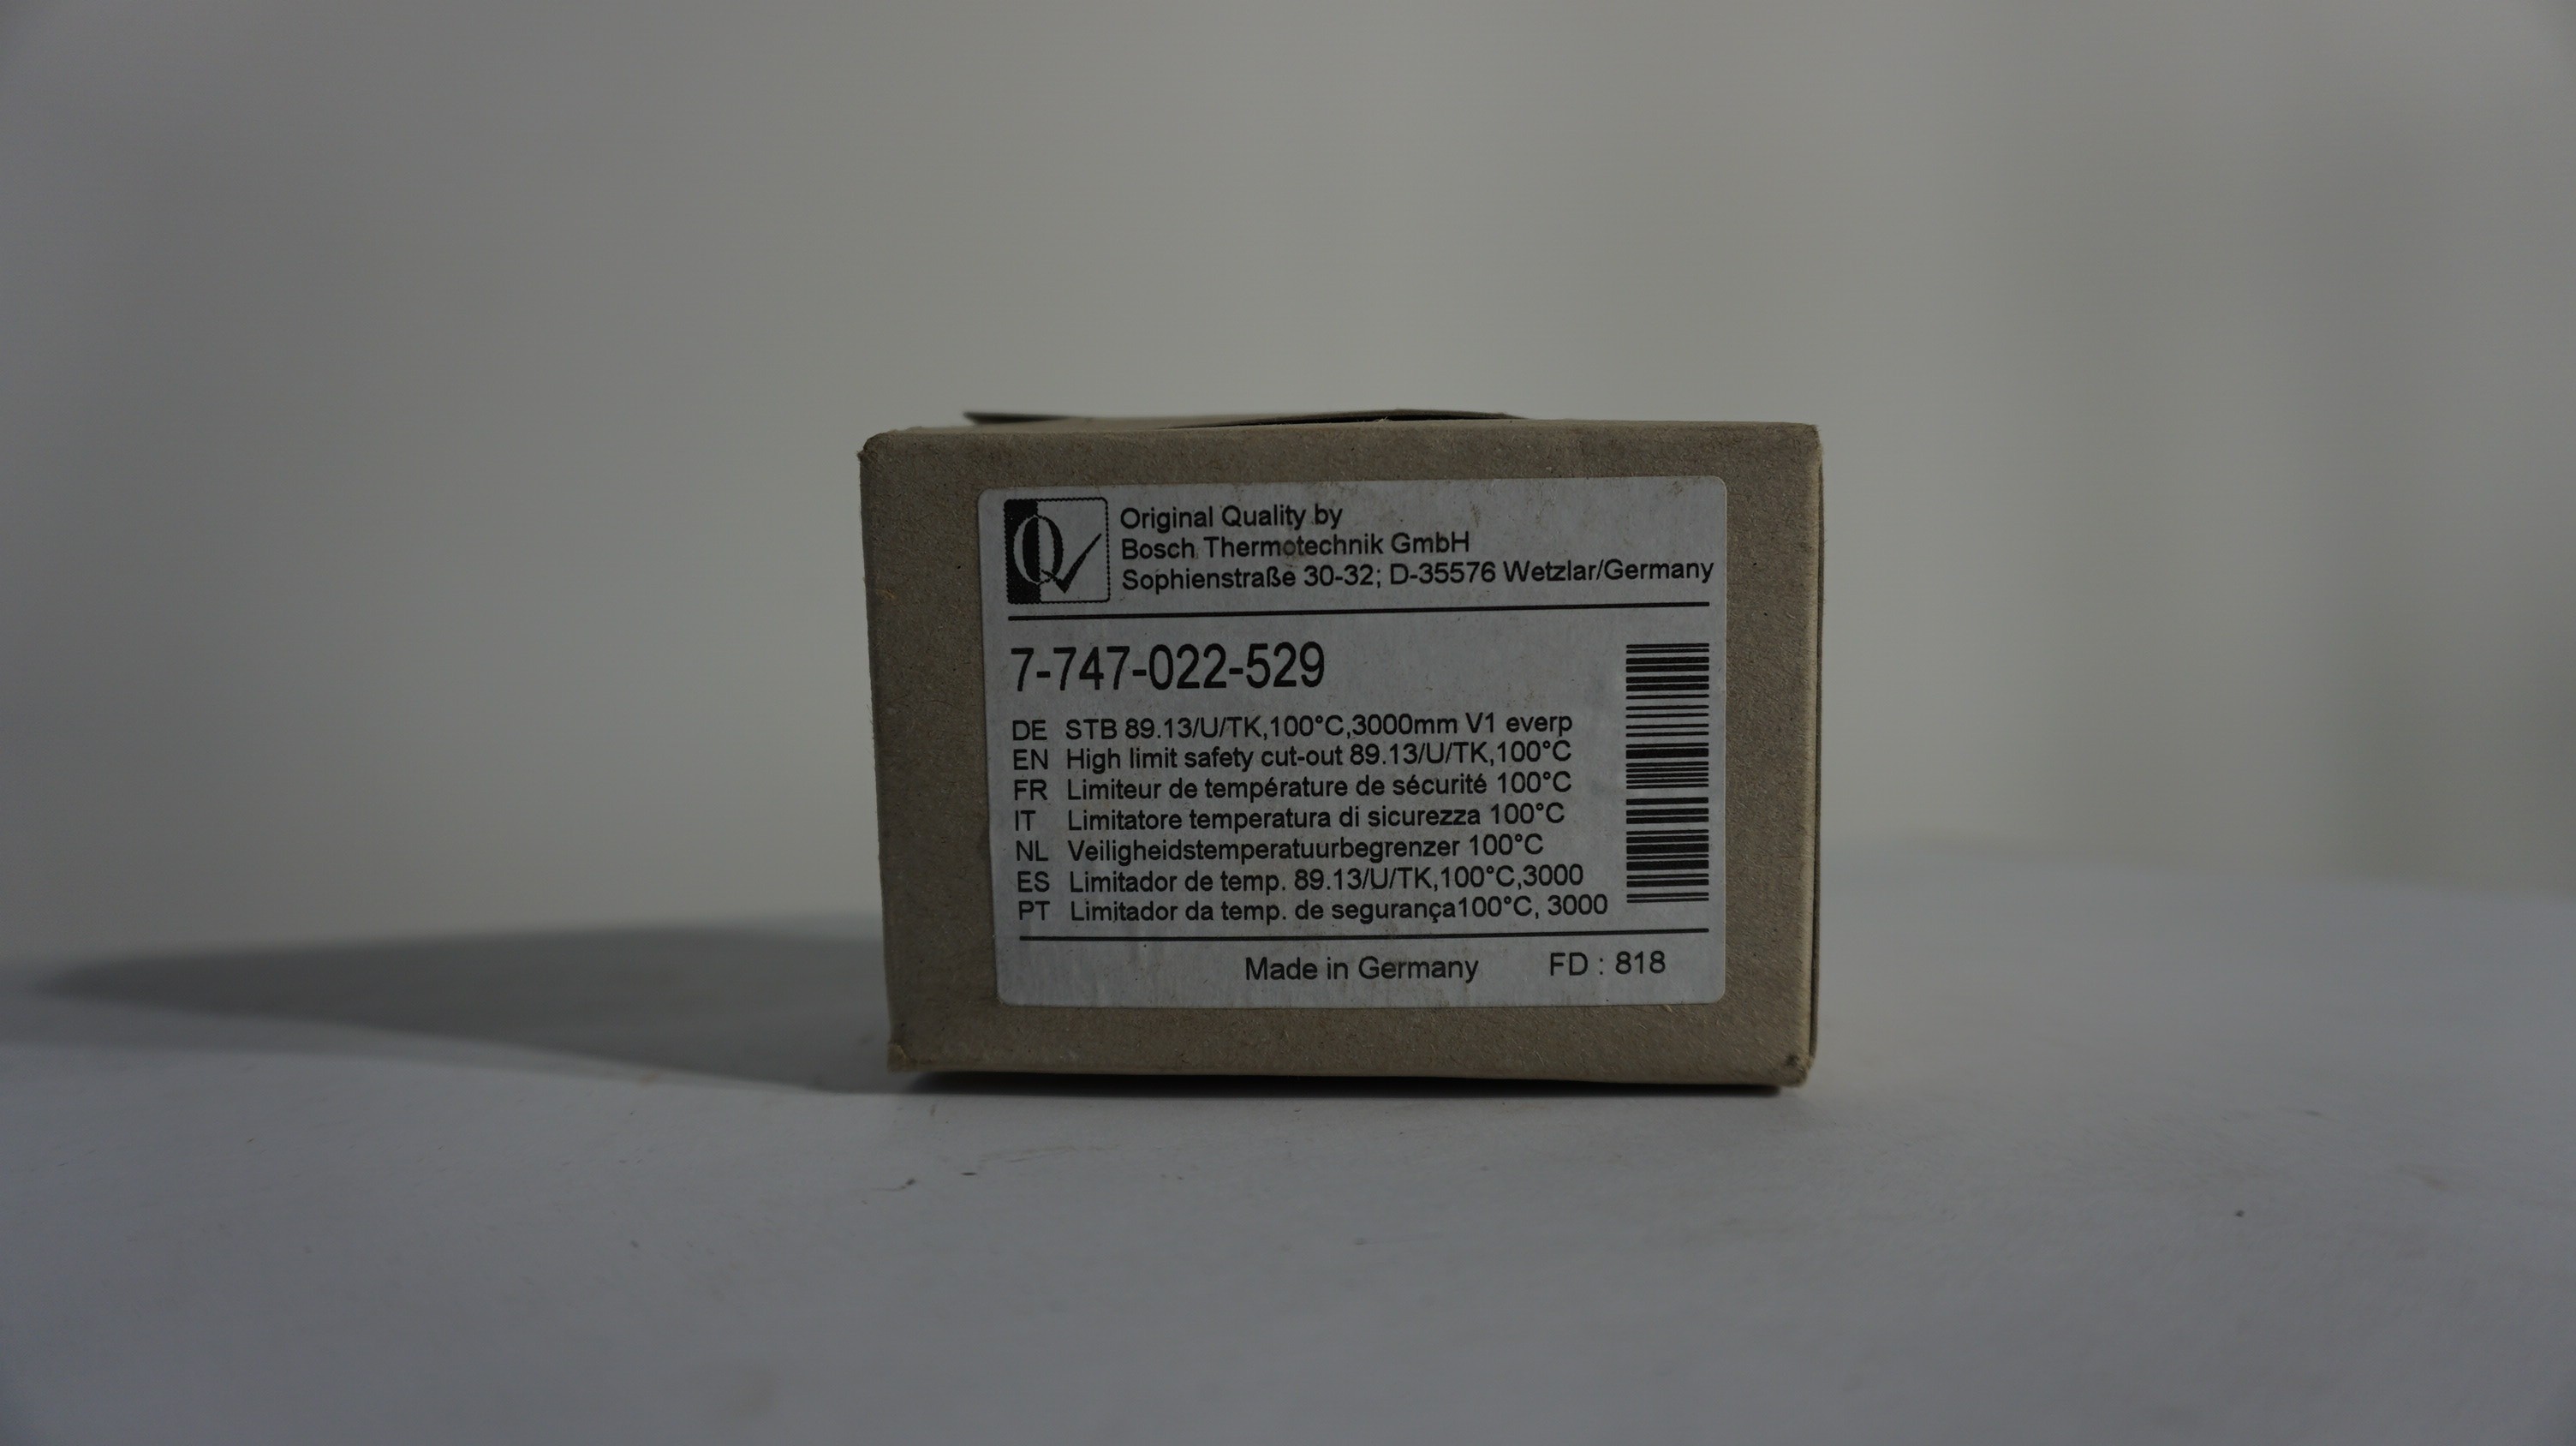 Original Quality by
Bosch Thermotechnik GmbH
Sophienstraße 30-32; D-35576 Wetzlar/Germany
7-747-022-529
DE STB 89.13/U/TK,100°C,3000mm V1 everp
EN High limit safety cut-out 89.13/U/TK,100°C
FR Limiteur de température de sécurité 100°C
IT Limitatore temperatura di sicurezza 100°C
NL Veiligheidstemperatuurbegrenzer 100°C
ES Limitador de temp. 89.13/U/TK,100°C,3000
PT Limitador da temp. de segurança100°C, 3000
Made in Germany FD : 818